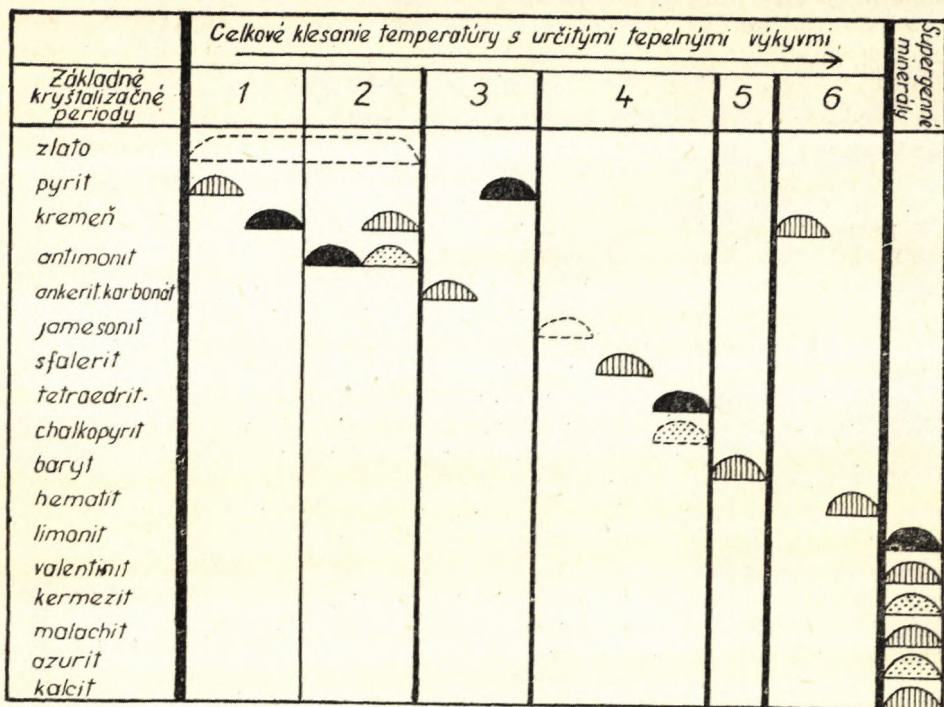 Celkové klesanie temperatúry s určitými tepelnými výkyvmi
Supergenné
minerály
Základné
kryštalizačné
periody
1 2 3 4 5 6
zlato
pyrit
kremeň
antimonit
ankerit.karbonát
jamesonit
sfalerit
tetraedrit.
chalkopyrit
baryt
hematit
limonit
valentinit
kermezit
malachit
azurit
kalcit